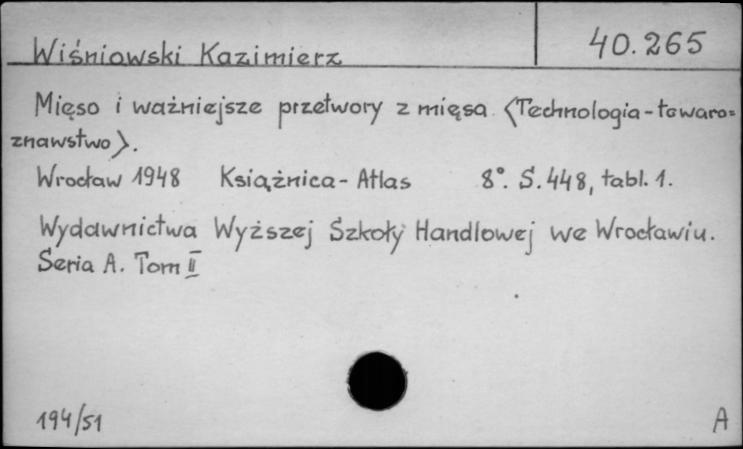 Wiśniowski Kazimierz
40.265
Mięso i ważniejsze przetwory z mięsa <Technologia-towaro=
znawstwo>.
Wrocław 1948 Książnica-Atlas 8°. S.448, tabl. 1.
Wydawnictwa Wyższej Szkoły Handlowej we Wrocławiu.
Seria A. Tom II
194/51
A